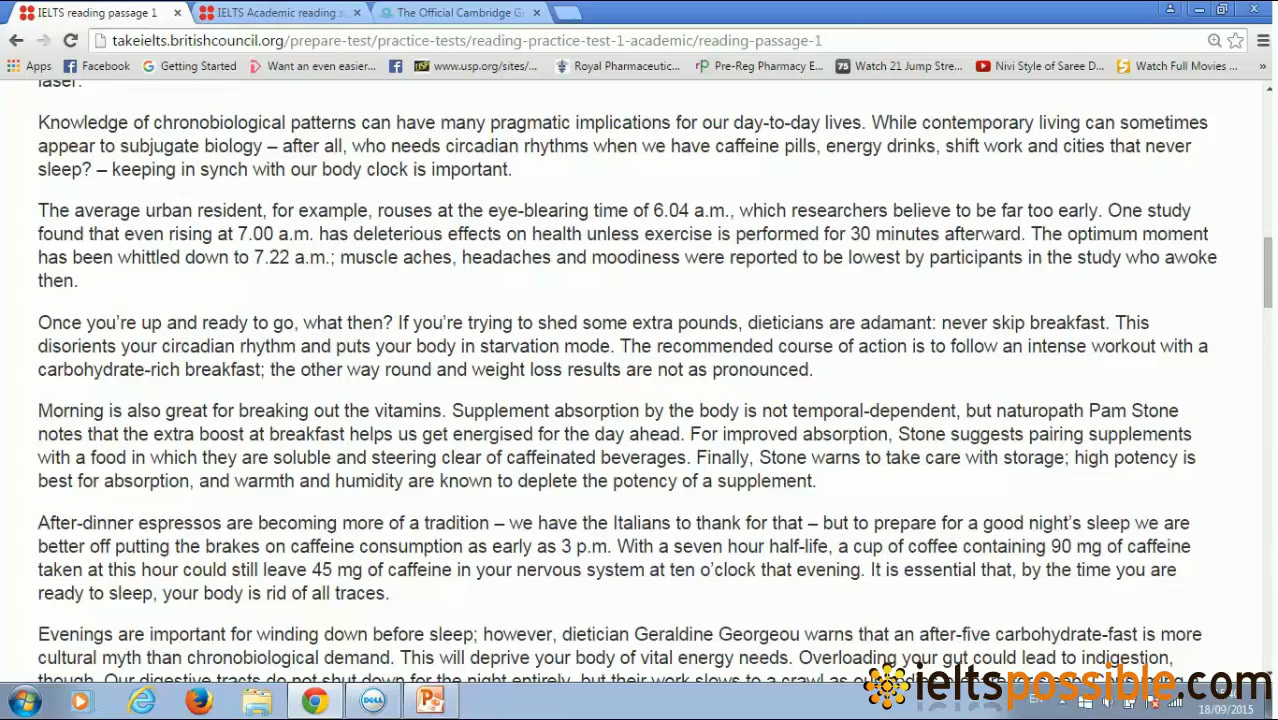 IELTS reading passage 1
IELTS Academic reading s
The Official Cambridge G
takeielts.britishcouncil.org/prepare-test/practice-tests/reading-practice-test-1-academic/reading-passage-1
Apps Facebook Getting Started Want an even easier... www.usp.org/sites/... Royal Pharmaceutic... Pre-Reg Pharmacy E... Watch 21 Jump Stre... Nivi Style of Saree D... Watch Full Movies ...
laser.
Knowledge of chronobiological patterns can have many pragmatic implications for our day-to-day lives. While contemporary living can sometimes
appear to subjugate biology – after all, who needs circadian rhythms when we have caffeine pills, energy drinks, shift work and cities that never
sleep? – keeping in synch with our body clock is important.
The average urban resident, for example, rouses at the eye-blearing time of 6.04 a.m., which researchers believe to be far too early. One study
found that even rising at 7.00 a.m. has deleterious effects on health unless exercise is performed for 30 minutes afterward. The optimum moment
has been whittled down to 7.22 a.m.; muscle aches, headaches and moodiness were reported to be lowest by participants in the study who awoke
then.
Once you’re up and ready to go, what then? If you’re trying to shed some extra pounds, dieticians are adamant: never skip breakfast. This
disorients your circadian rhythm and puts your body in starvation mode. The recommended course of action is to follow an intense workout with a
carbohydrate-rich breakfast; the other way round and weight loss results are not as pronounced.
Morning is also great for breaking out the vitamins. Supplement absorption by the body is not temporal-dependent, but naturopath Pam Stone
notes that the extra boost at breakfast helps us get energised for the day ahead. For improved absorption, Stone suggests pairing supplements
with a food in which they are soluble and steering clear of caffeinated beverages. Finally, Stone warns to take care with storage; high potency is
best for absorption, and warmth and humidity are known to deplete the potency of a supplement.
After-dinner espressos are becoming more of a tradition – we have the Italians to thank for that – but to prepare for a good night’s sleep we are
better off putting the brakes on caffeine consumption as early as 3 p.m. With a seven hour half-life, a cup of coffee containing 90 mg of caffeine
taken at this hour could still leave 45 mg of caffeine in your nervous system at ten o’clock that evening. It is essential that, by the time you are
ready to sleep, your body is rid of all traces.
Evenings are important for winding down before sleep; however, dietician Geraldine Georgeou warns that an after-five carbohydrate-fast is more
cultural myth than chronobiological demand. This will deprive your body of vital energy needs. Overloading your gut could lead to indigestion,
though. Our digestive tracts do not shut down for the night entirely, but their work slows to a crawl as our
ieltspossible.com
EN
18/09/2015